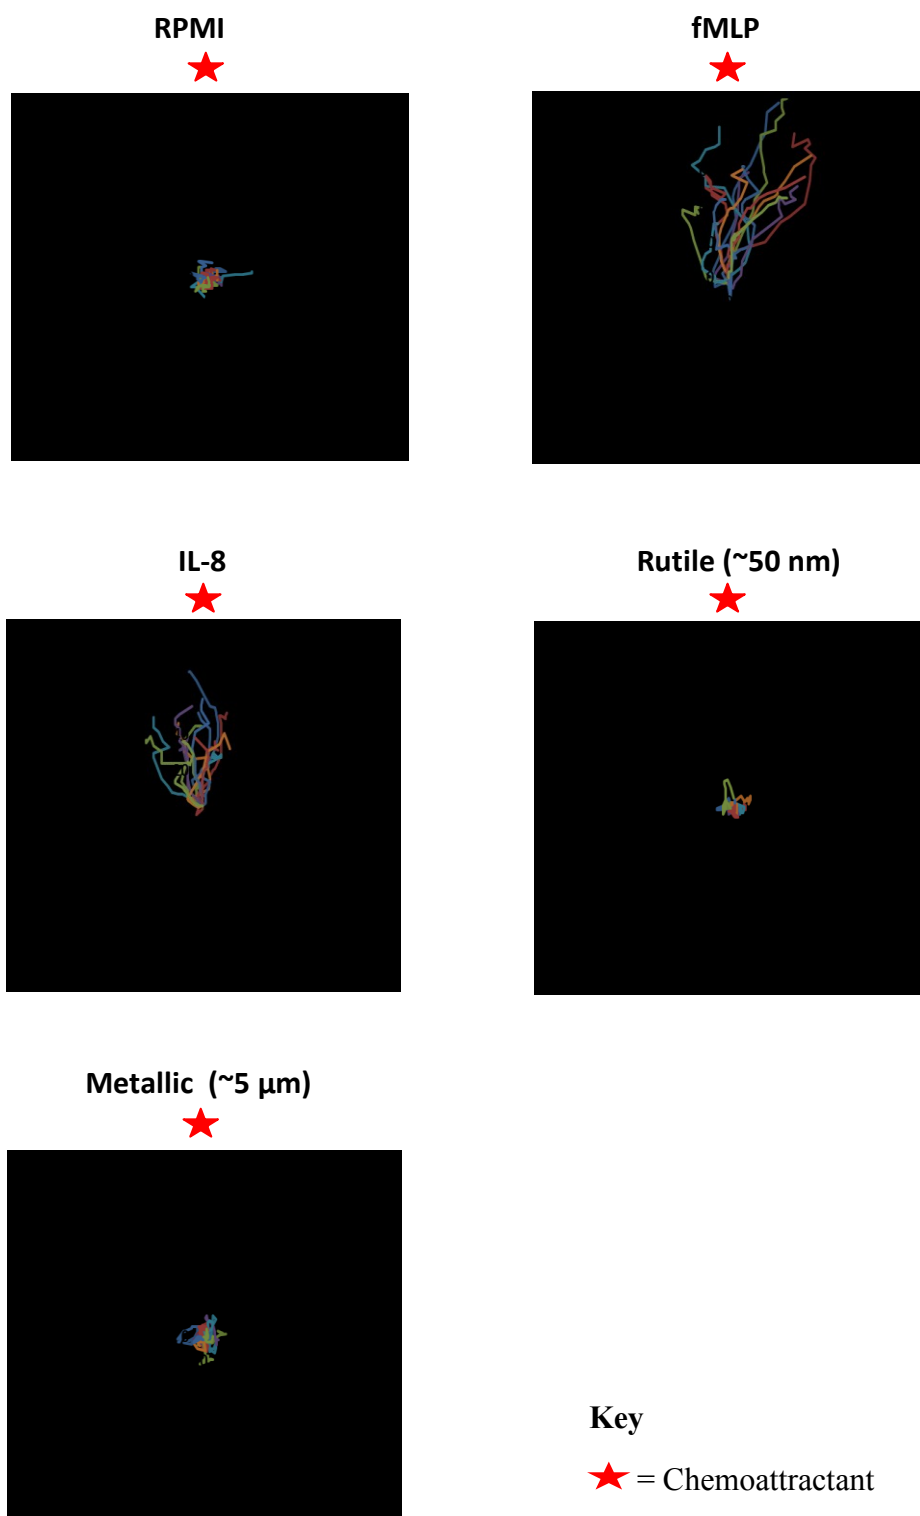 RPMI
fMLP
IL-8
Rutile (~50 nm)
Metallic (~5 µm)
Key
= Chemoattractant